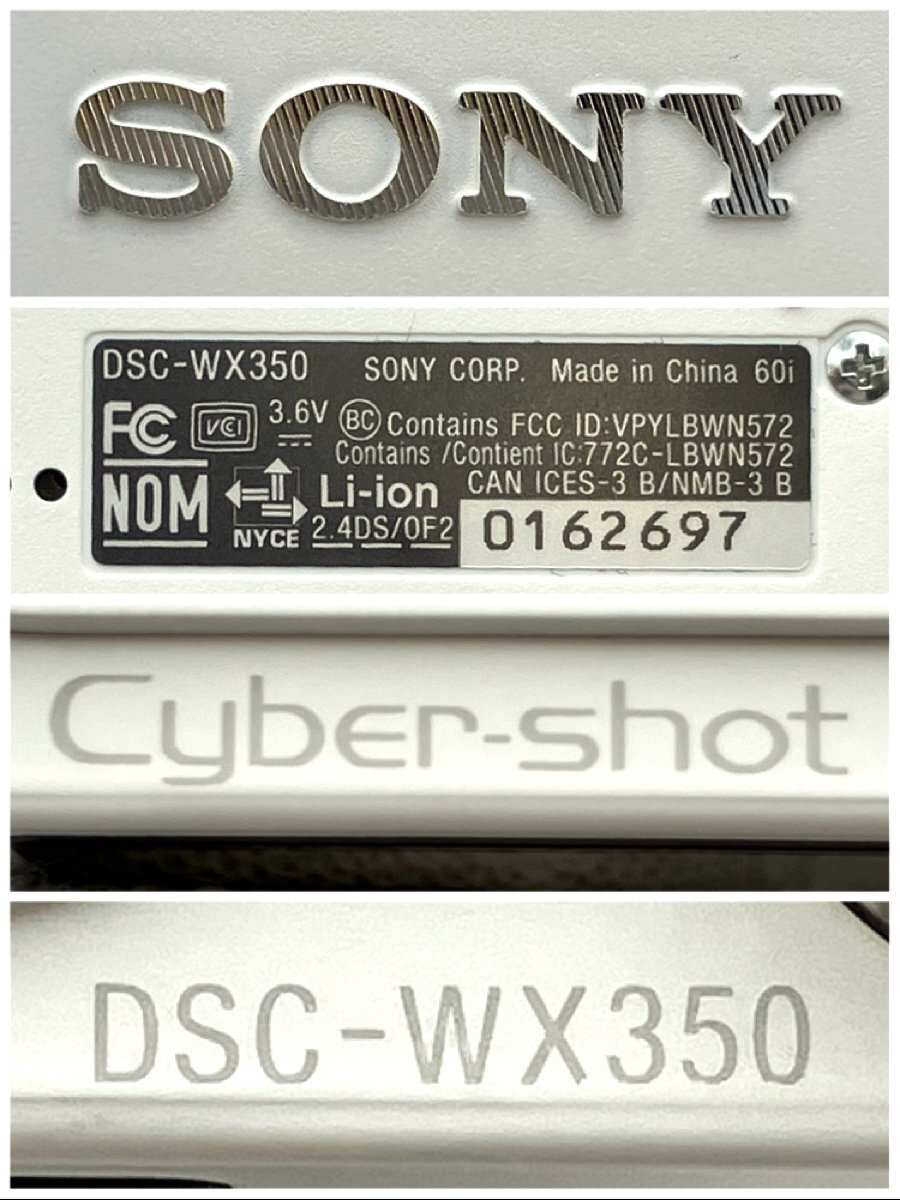 SONY
DSC-WX350 SONY CORP. Made in China 60i
FC VCI 3.6V BC Contains FCC ID:VPYLBWN572
Contains /Contient IC:772C-LBWN572
NOM NYCE Li-ion CAN ICES-3 B/NMB-3 B
2.4DS/OF2 0162697
Cyber-shot
DSC-WX350